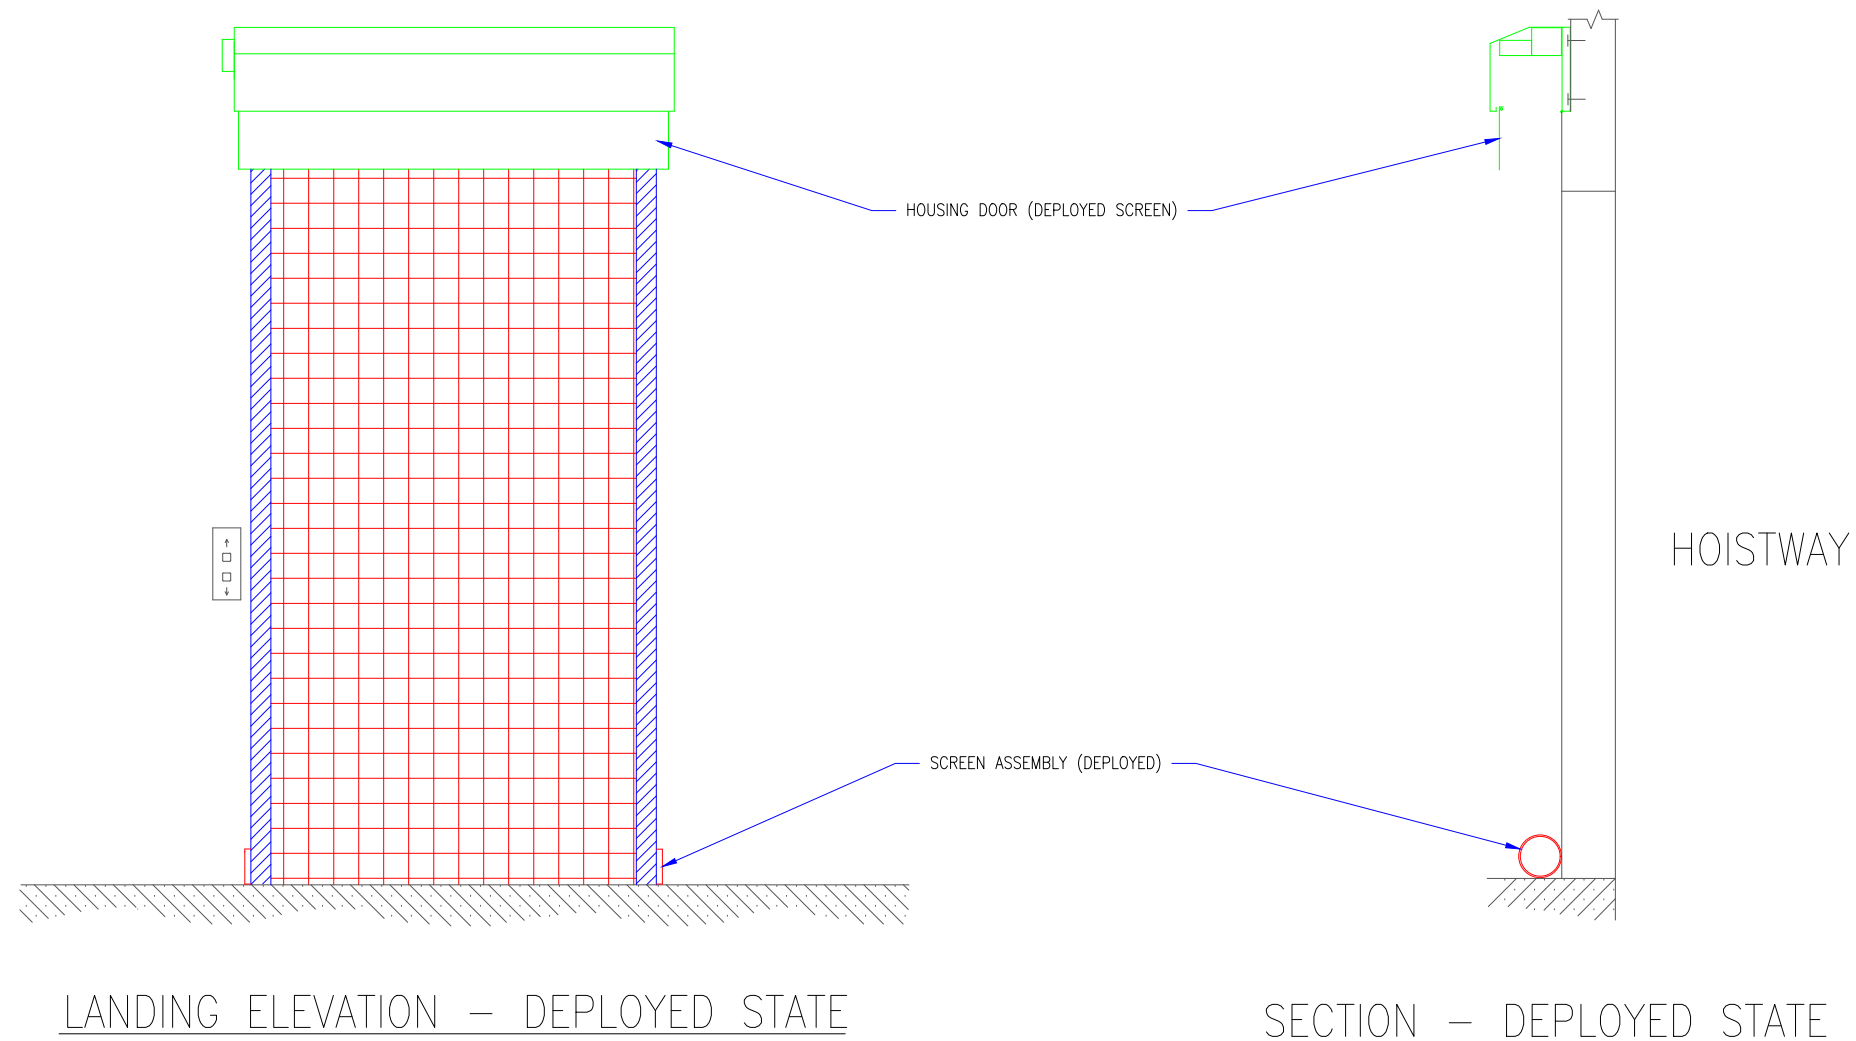 HOUSING DOOR (DEPLOYED SCREEN)
HOISTWAY
SCREEN ASSEMBLY (DEPLOYED)
LANDING ELEVATION - DEPLOYED STATE
SECTION - DEPLOYED STATE